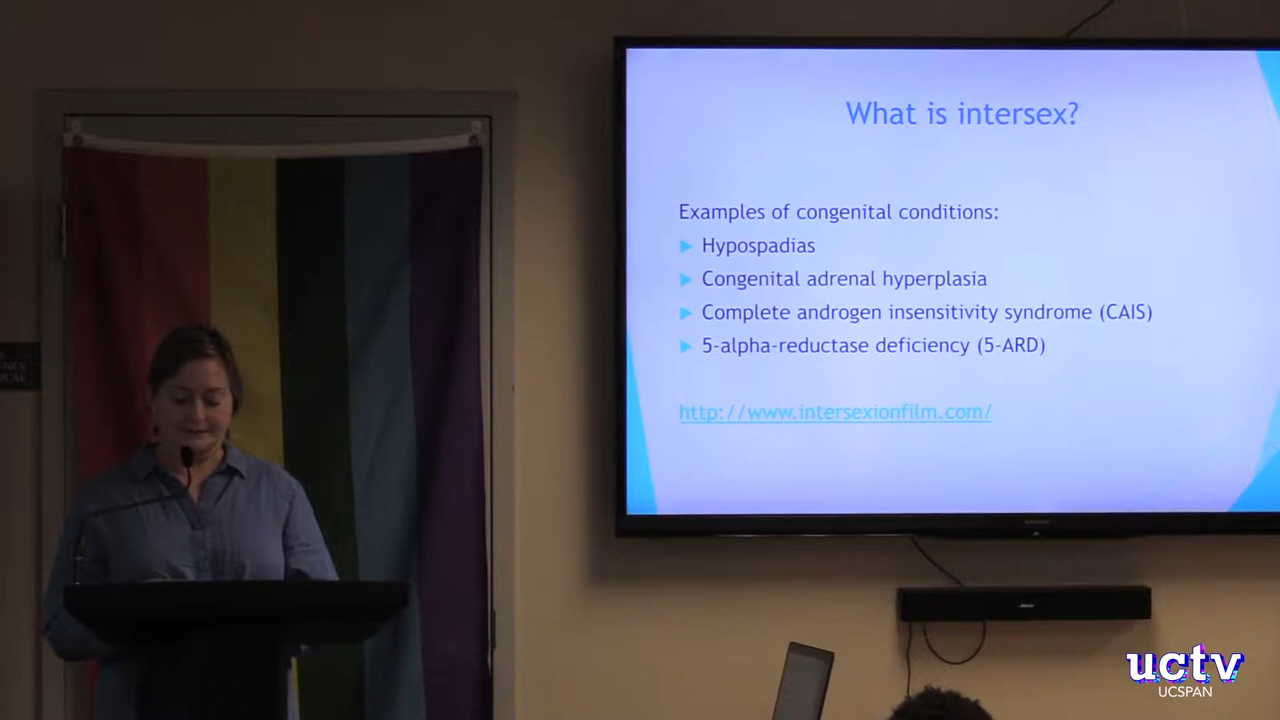 What is intersex?
Examples of congenital conditions:
Hypospadias
Congenital adrenal hyperplasia
Complete androgen insensitivity syndrome (CAIS)
5-alpha-reductase deficiency (5-ARD)
http://www.intersexionfilm.com/
uctv
UCSPAN